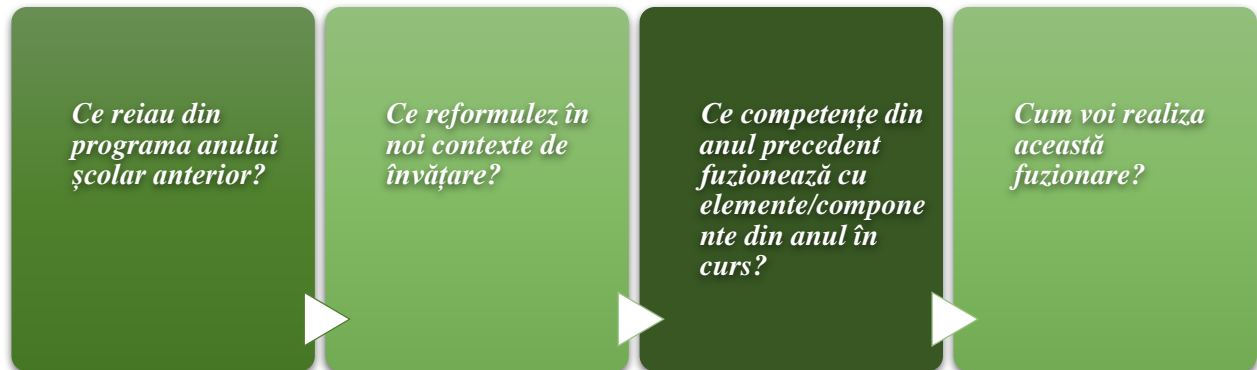 Ce reiau din
programa anului
școlar anterior?
Ce reformulez în
noi contexte de
învățare?
Ce competențe din
anul precedent
fuzionează cu
elemente/compone
nte din anul în
curs?
Cum voi realiza
această
fuzionare?